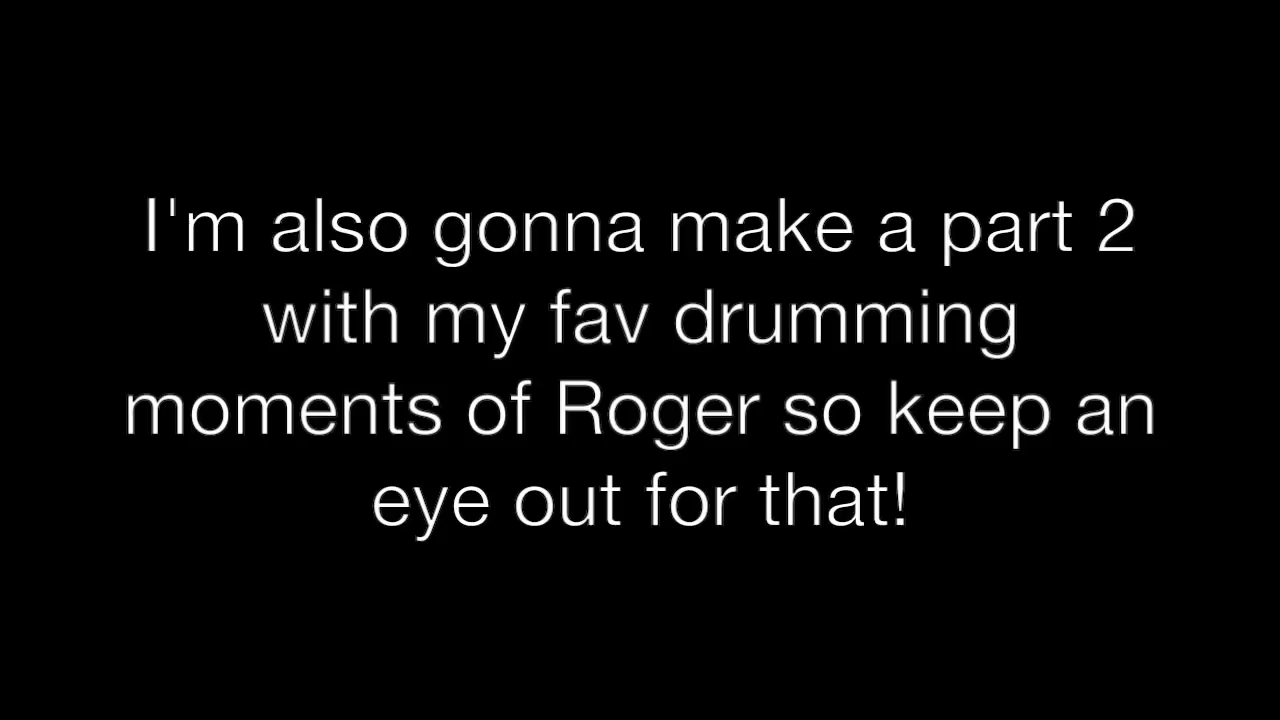 I'm also gonna make a part 2
with my fav drumming
moments of Roger so keep an
eye out for that!